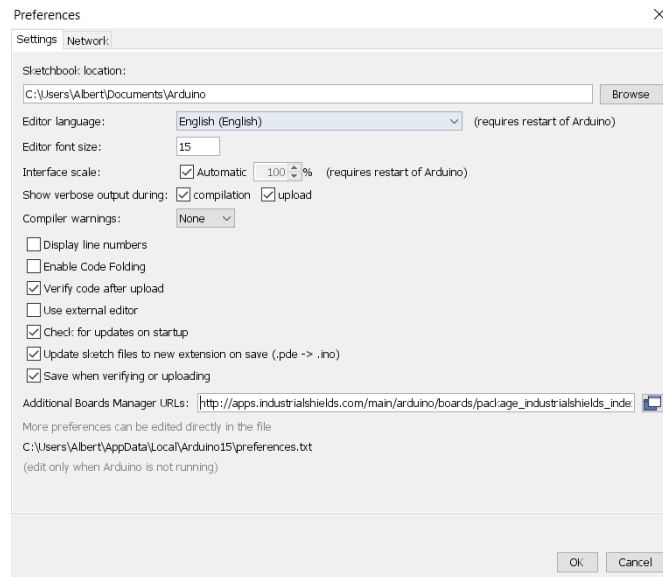 Preferences
Settings Network
Sketchbook location:
C:\Users\Albert\Documents\Arduino Browse
Editor language: English (English) (requires restart of Arduino)
Editor font size: 15
Interface scale: Automatic 100 % (requires restart of Arduino)
Show verbose output during: compilation upload
Compiler warnings: None
Display line numbers
Enable Code Folding
Verify code after upload
Use external editor
Check for updates on startup
Update sketch files to new extension on save (.pde -> .ino)
Save when verifying or uploading
Additional Boards Manager URLs: http://apps.industrialshields.com/main/arduino/boards/package_industrialshields_inde
More preferences can be edited directly in the file
C:\Users\Albert\AppData\Local\Arduino15\preferences.txt
(edit only when Arduino is not running)
OK Cancel